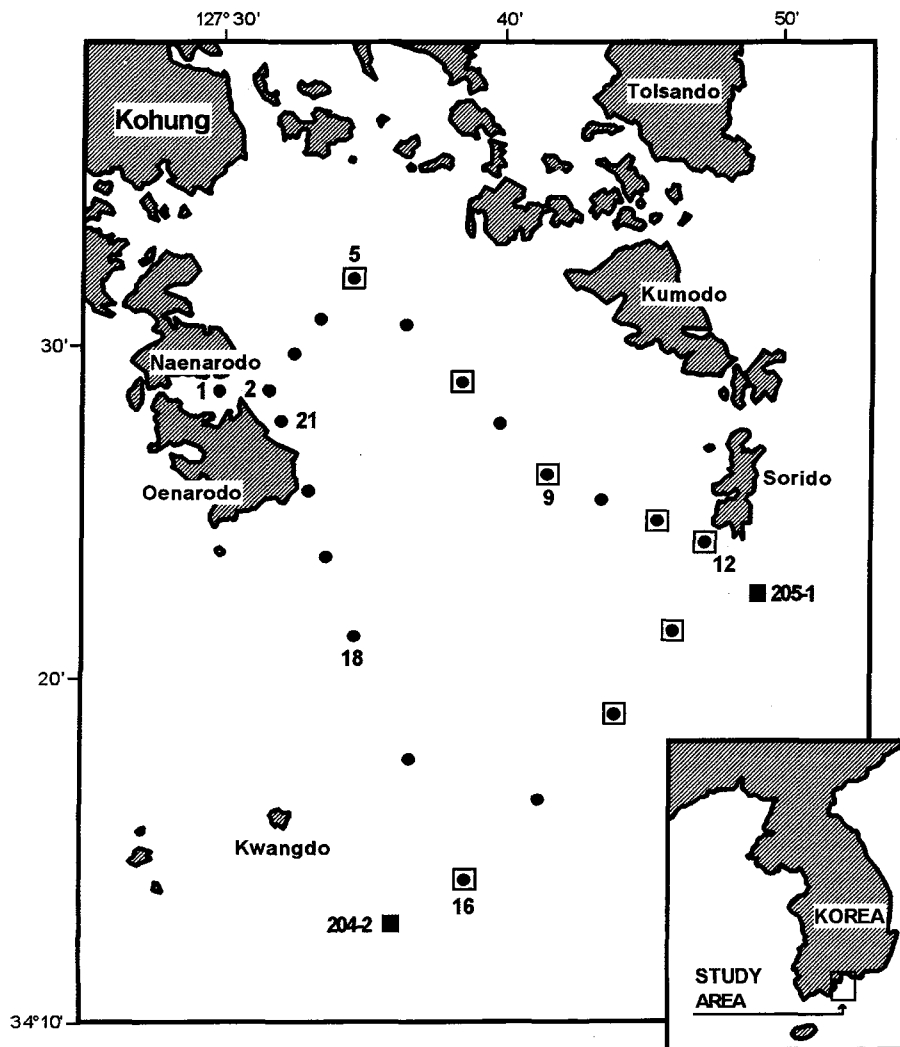 127° 30'
40'
50'
Tolsando
Kohung
5
Kumodo
30'
Naenarodo
1
2
21
Sorido
Oenarodo
9
12
205-1
18
20'
Kwangdo
16
204-2
KOREA
STUDY
AREA
34°10'